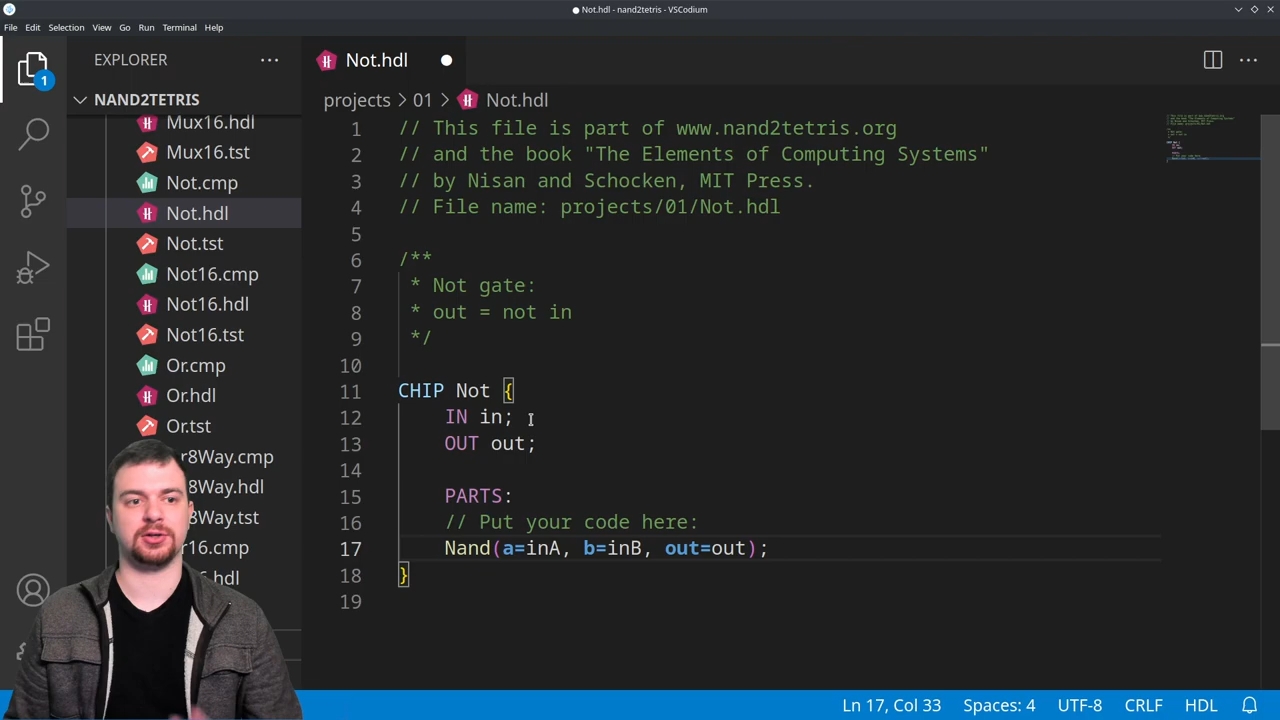 Not.hdl - nand2tetris - VSCodium
File Edit Selection View Go Run Terminal Help
EXPLORER
Not.hdl
NAND2TETRIS
projects > 01 > Not.hdl
Mux16.hdl
Mux16.tst
Not.cmp
Not.hdl
Not.tst
Not16.cmp
Not16.hdl
Not16.tst
Or.cmp
Or.hdl
Or.tst
r8Way.cmp
8Way.hdl
8Way.tst
r16.cmp
.hdl
1
1 // This file is part of www.nand2tetris.org
2 // and the book "The Elements of Computing Systems"
3 // by Nisan and Schocken, MIT Press.
4 // File name: projects/01/Not.hdl
5
6 /**
7 * Not gate:
8 * out = not in
9 */
10
11 CHIP Not {
12 IN in;
13 OUT out;
14
15 PARTS:
16 // Put your code here:
17 Nand(a=inA, b=inB, out=out);
18 }
19
Ln 17, Col 33 Spaces: 4 UTF-8 CRLF HDL